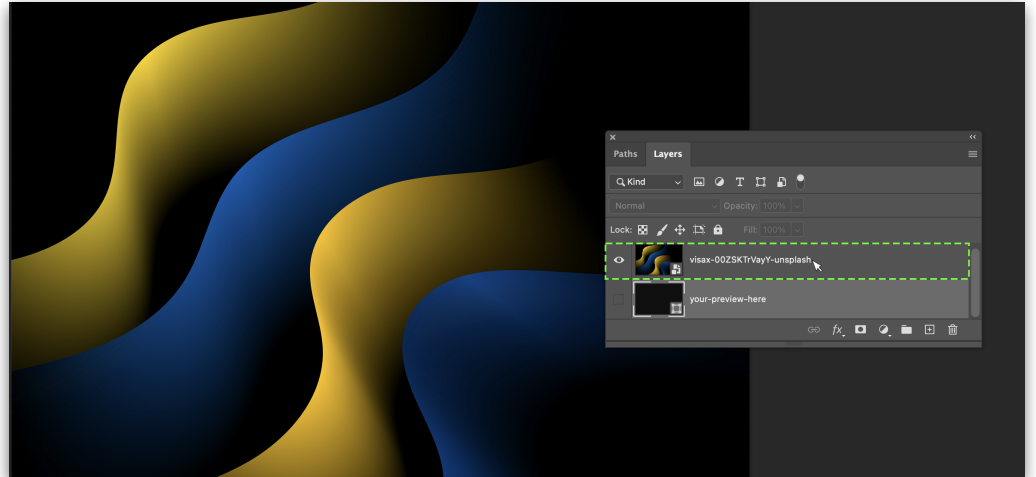 Paths Layers
Kind
Normal Opacity: 100%
Lock: Fill: 100%
visax-00ZSKTrVayY-unsplash
your-preview-here
fx